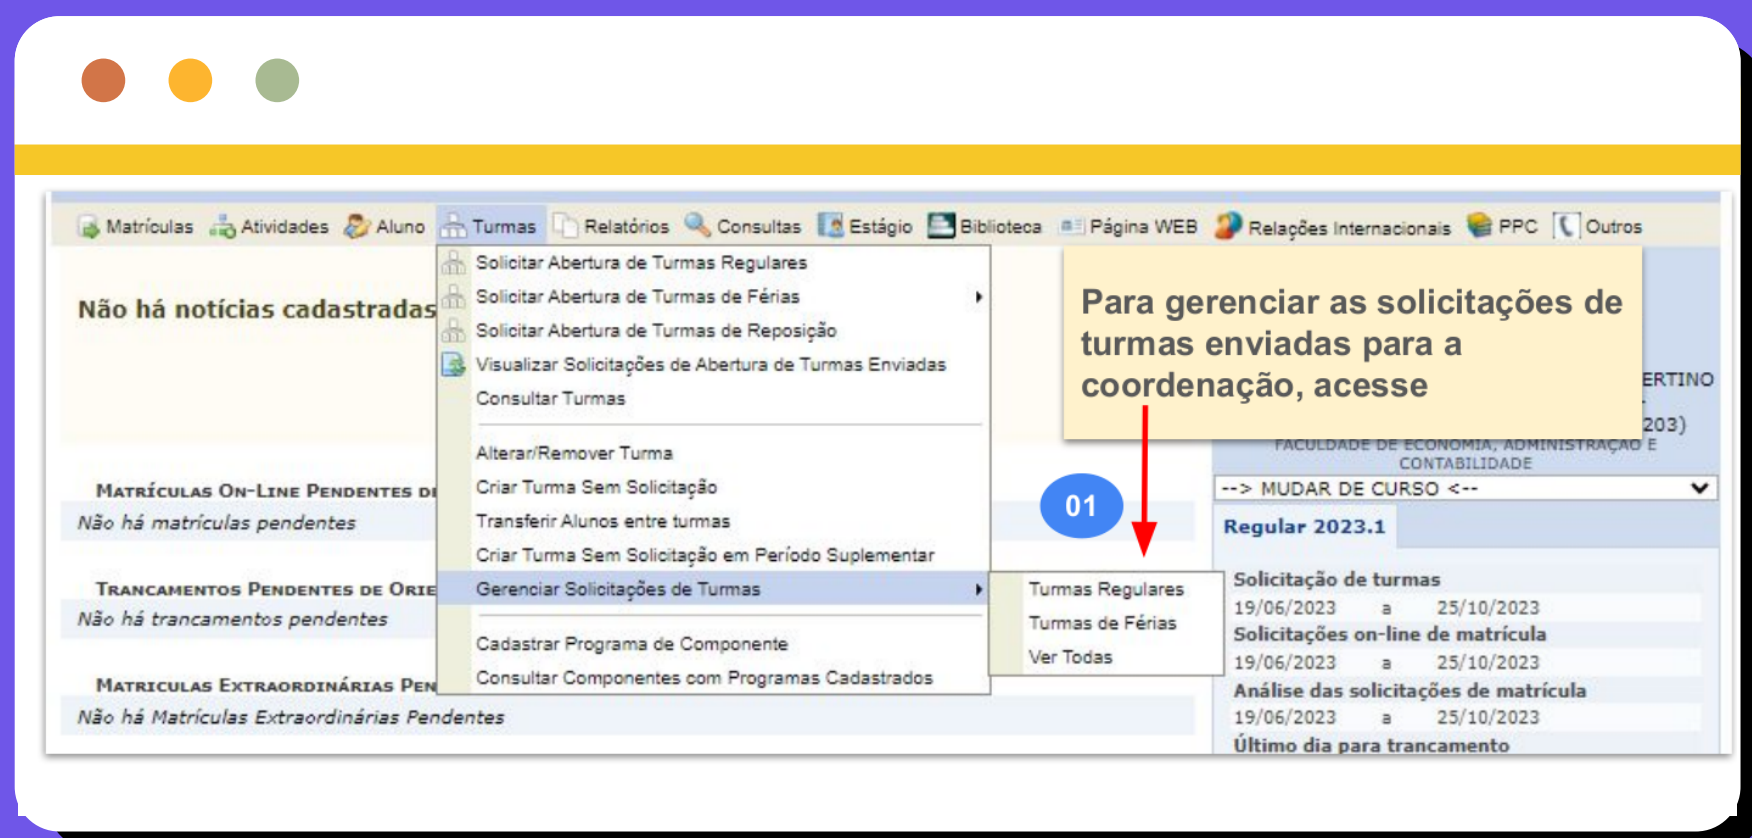 Matrículas Atividades Aluno Turmas Relatórios Consultas Estágio Biblioteca Página WEB Relações Internacionais PPC Outros
Não há notícias cadastradas
Solicitar Abertura de Turmas Regulares
Solicitar Abertura de Turmas de Férias
Solicitar Abertura de Turmas de Reposição
Visualizar Solicitações de Abertura de Turmas Enviadas
Consultar Turmas
Alterar/Remover Turma
Criar Turma Sem Solicitação
Transferir Alunos entre turmas
Criar Turma Sem Solicitação em Período Suplementar
Gerenciar Solicitações de Turmas
Cadastrar Programa de Componente
Consultar Componentes com Programas Cadastrados
Turmas Regulares
Turmas de Férias
Ver Todas
Para gerenciar as solicitações de
turmas enviadas para a
coordenação, acesse
01
MATRÍCULAS ON-LINE PENDENTES
Não há matrículas pendentes
TRANCAMENTOS PENDENTES DE
Não há trancamentos pendentes
MATRICULAS EXTRAORDINÁRIAS
Não há Matrículas Extraordinárias Pendentes
ERTINO
203)
FACULDADE DE ECONOMIA, ADMINISTRAÇÃO E
CONTABILIDADE
--> MUDAR DE CURSO <--
Regular 2023.1
Solicitação de turmas
19/06/2023 a 25/10/2023
Solicitações on-line de matrícula
19/06/2023 a 25/10/2023
Análise das solicitações de matrícula
19/06/2023 a 25/10/2023
Último dia para trancamento